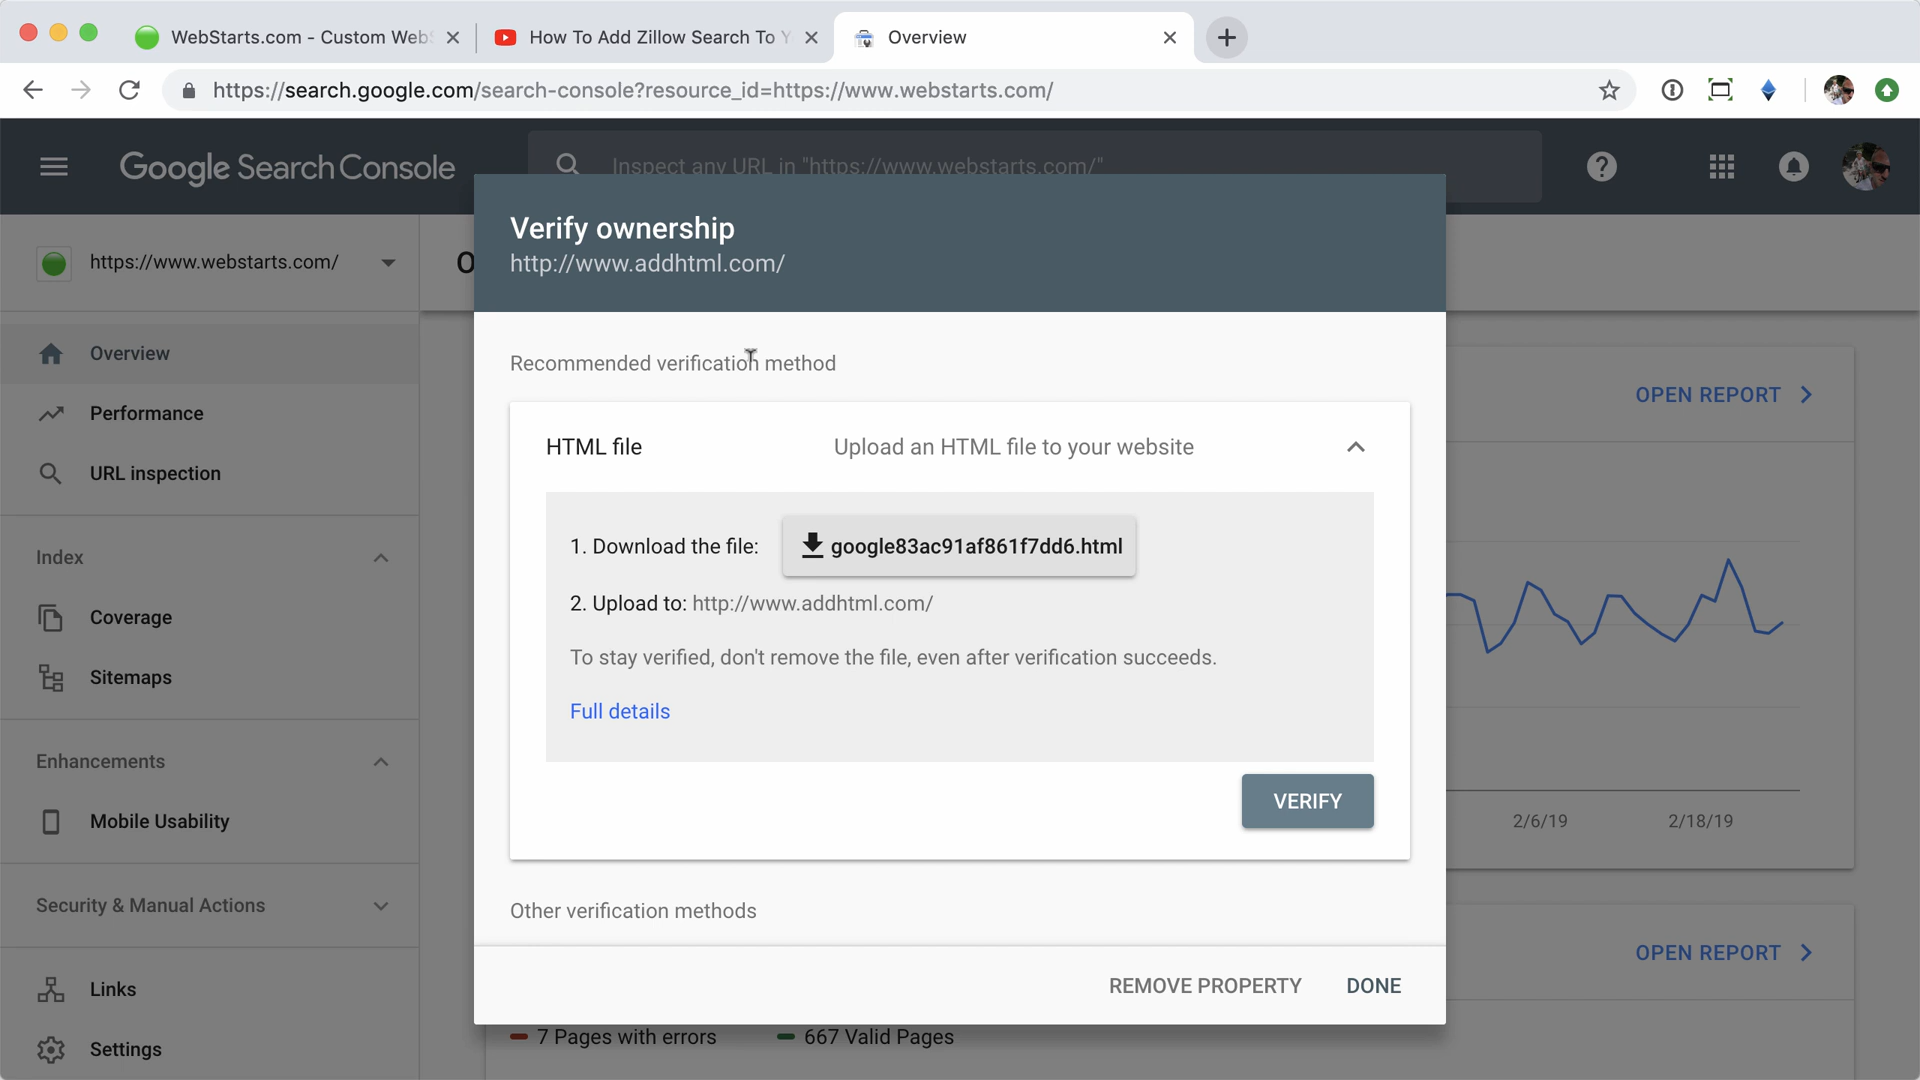 WebStarts.com - Custom Web
How To Add Zillow Search To Y
Overview
https://search.google.com/search-console?resource_id=https://www.webstarts.com/
Google Search Console
Inspect any URL in "https://www.webstarts.com/"
https://www.webstarts.com/
O
Overview
Performance
URL inspection
Index
Coverage
Sitemaps
Enhancements
Mobile Usability
Security & Manual Actions
Links
Settings
Verify ownership
http://www.addhtml.com/
Recommended verification method
HTML file
Upload an HTML file to your website
1. Download the file: google83ac91af861f7dd6.html
2. Upload to: http://www.addhtml.com/
To stay verified, don't remove the file, even after verification succeeds.
Full details
VERIFY
Other verification methods
REMOVE PROPERTY DONE
OPEN REPORT
2/6/19 2/18/19
OPEN REPORT
7 Pages with errors 667 Valid Pages